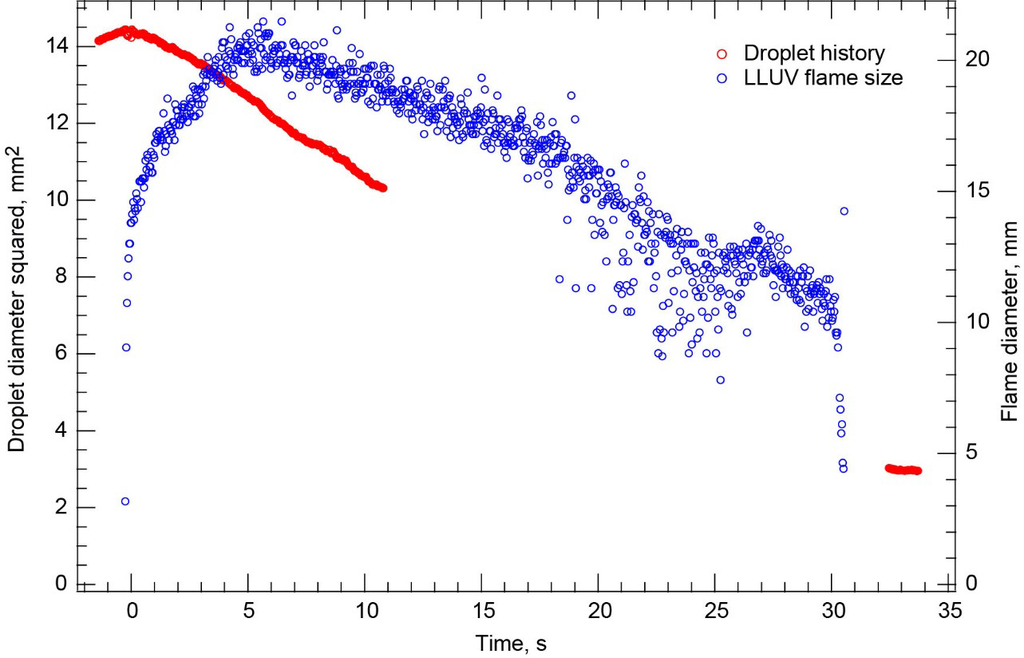 Droplet history
LLUV flame size
14
12
10
8
6
4
2
0
Droplet diameter squared, mm2
20
15
10
5
0
Flame diameter, mm
0 5 10 15 20 25 30 35
Time, s